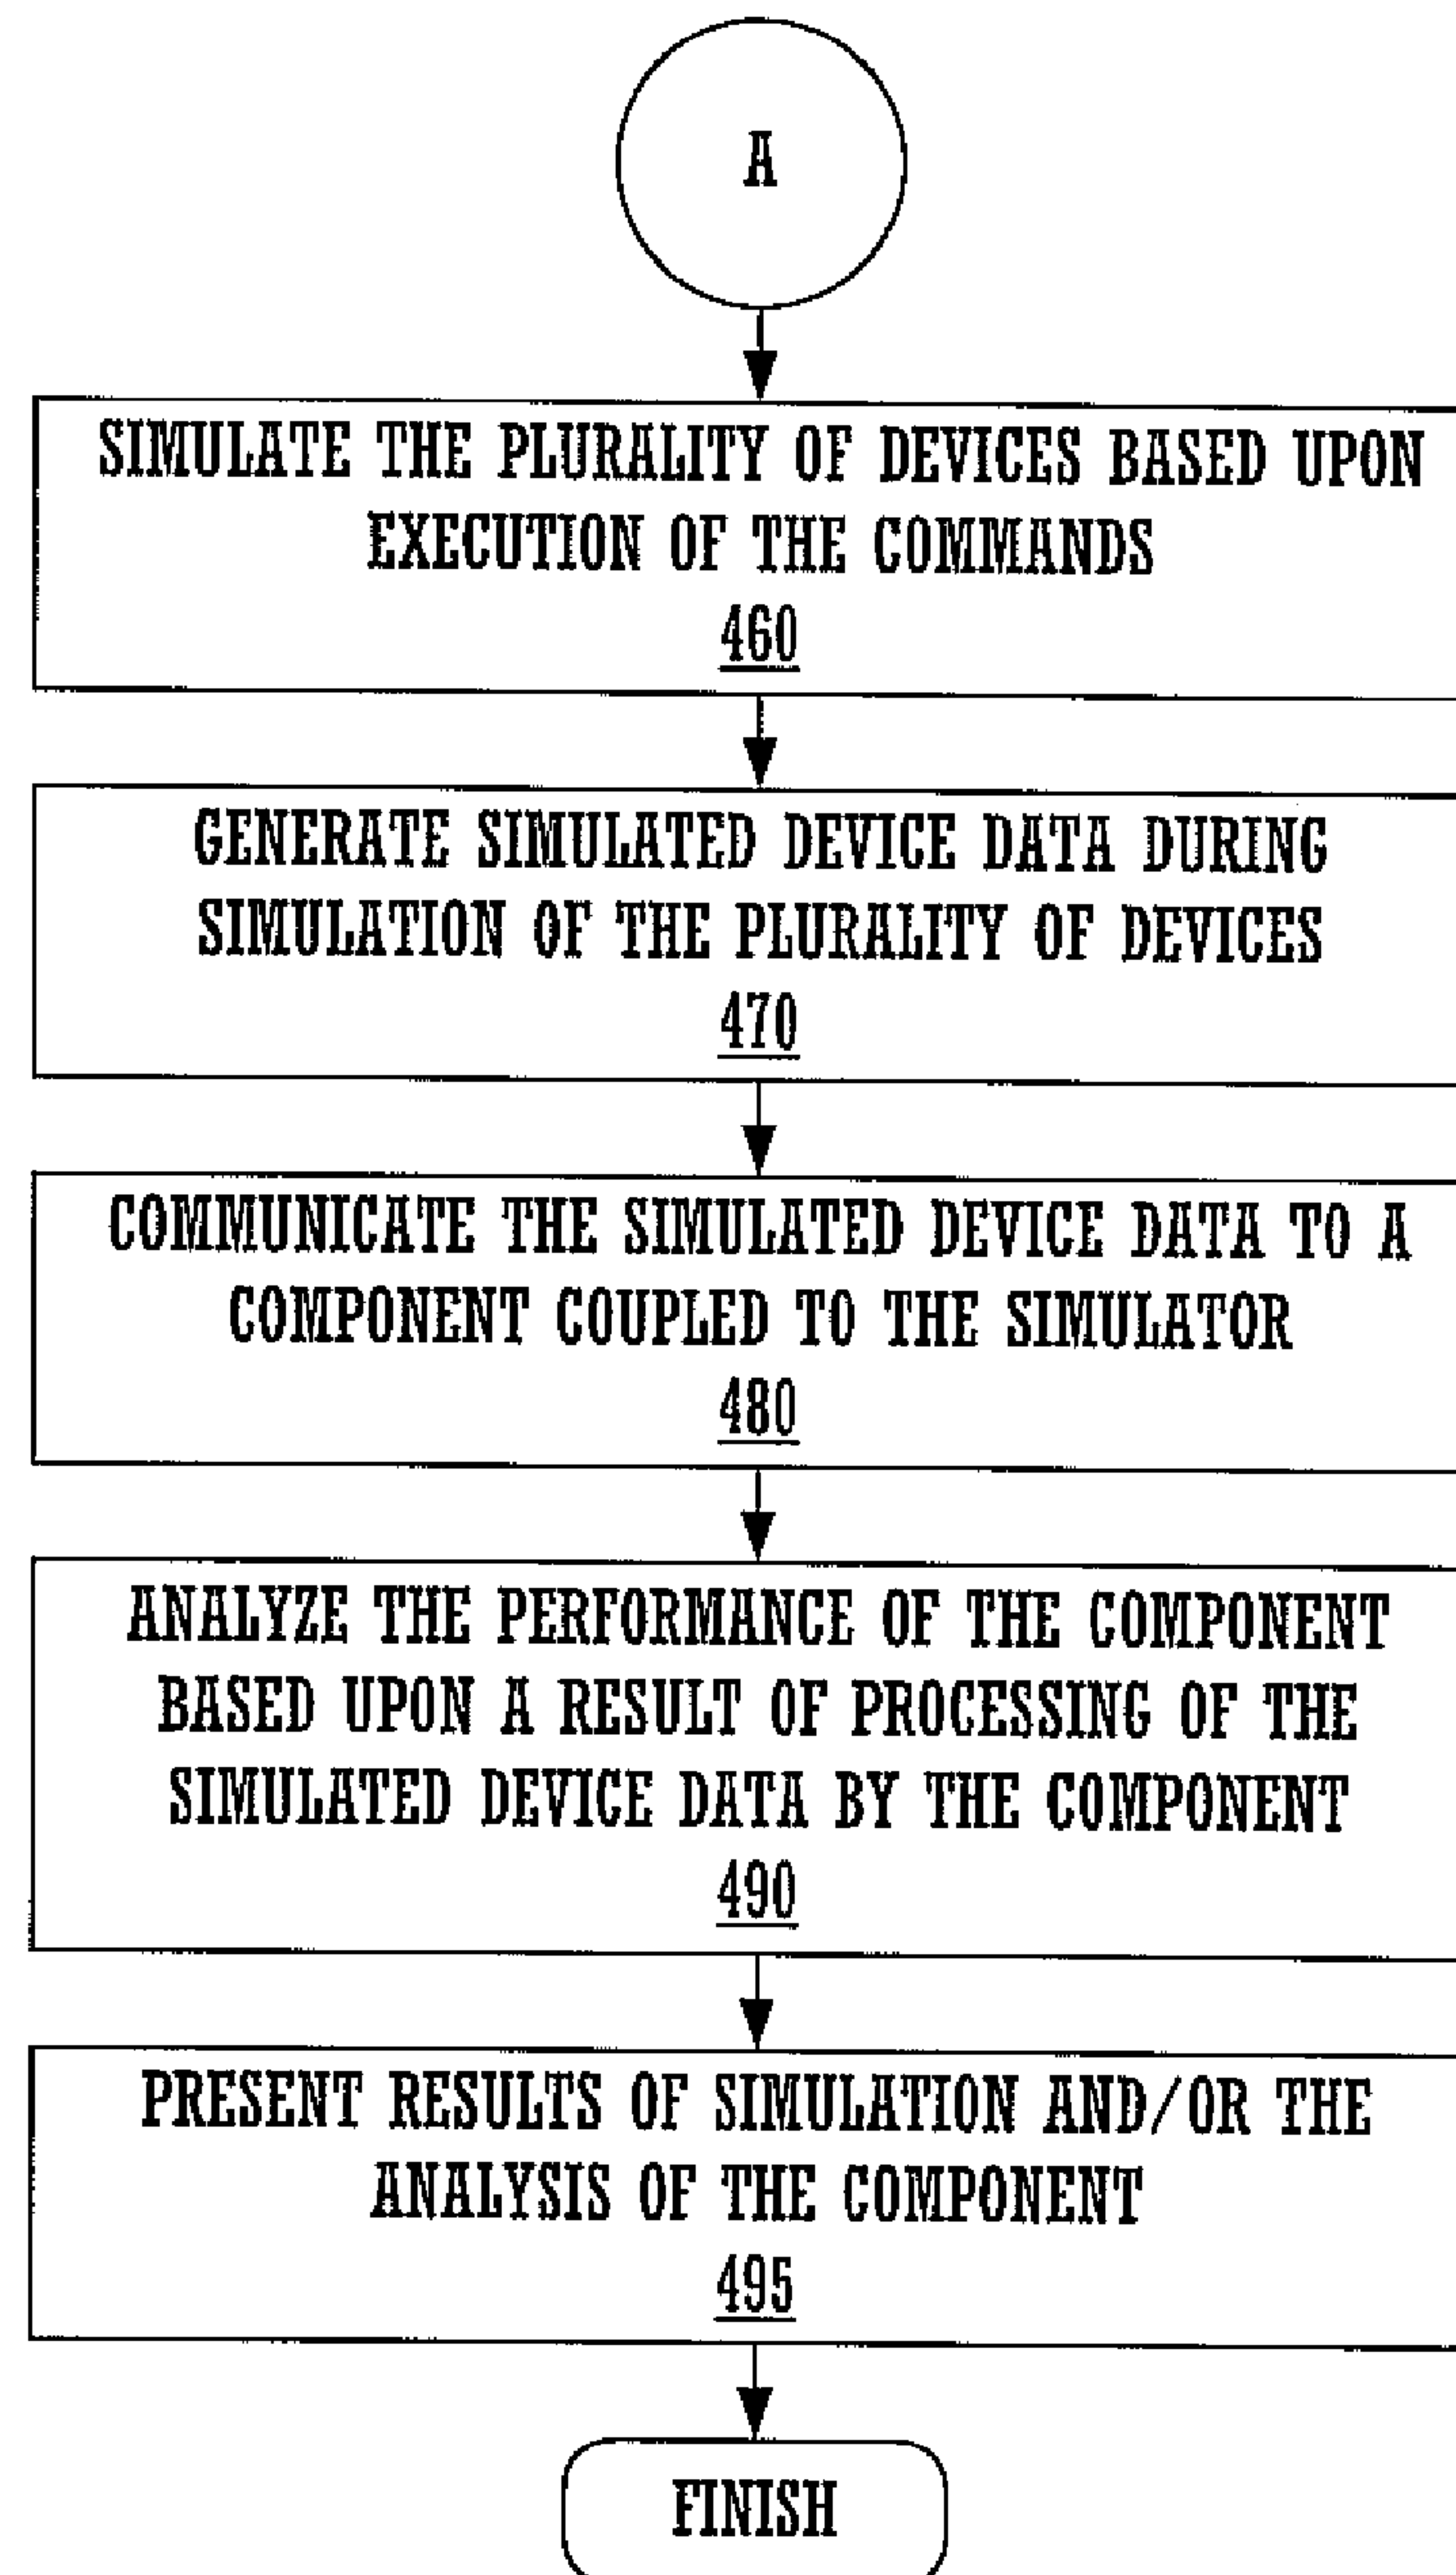 A
SIMULATE THE PLURALITY OF DEVICES BASED UPON
EXECUTION OF THE COMMANDS
460
GENERATE SIMULATED DEVICE DATA DURING
SIMULATION OF THE PLURALITY OF DEVICES
470
COMMUNICATE THE SIMULATED DEVICE DATA TO A
COMPONENT COUPLED TO THE SIMULATOR
480
ANALYZE THE PERFORMANCE OF THE COMPONENT
BASED UPON A RESULT OF PROCESSING OF THE
SIMULATED DEVICE DATA BY THE COMPONENT
490
PRESENT RESULTS OF SIMULATION AND/OR THE
ANALYSIS OF THE COMPONENT
495
FINISH